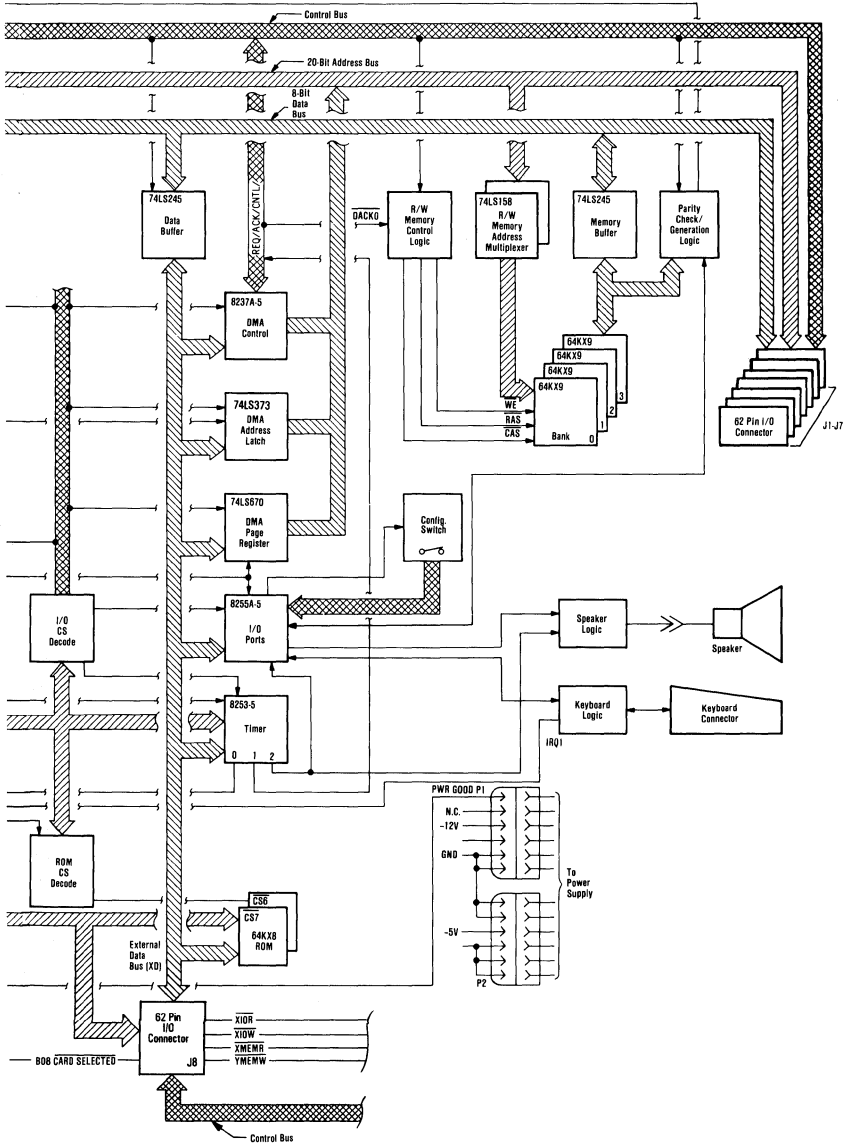 Control Bus
20-Bit Address Bus
8-Bit
Data
Bus
74LS245
Data
Buffer
REQ/ACK/CNTL/
DACK0
R/W
Memory
Control
Logic
74LS158
R/W
Memory
Address
Multiplexer
74LS245
Memory
Buffer
Parity
Check/
Generation
Logic
8237A-5
DMA
Control
64KX9
64KX9
64KX9
64KX9
3
2
1
0
Bank
WE
RAS
CAS
62 Pin I/O
Connector
J1-J7
74LS373
DMA
Address
Latch
74LS670
DMA
Page
Register
Config.
Switch
I/O
CS
Decode
8255A-5
I/O
Ports
Speaker
Logic
Speaker
8253-5
Timer
0 1 2
Keyboard
Logic
Keyboard
Connector
IRQ1
PWR GOOD P1
N.C.
-12V
GND
-5V
P2
To
Power
Supply
ROM
CS
Decode
CS6
CS7
64KX8
ROM
External
Data
Bus (XD)
62 Pin
I/O
Connector
J8
XIOR
XIOW
XMEMR
YMEMW
B08 CARD SELECTED
Control Bus